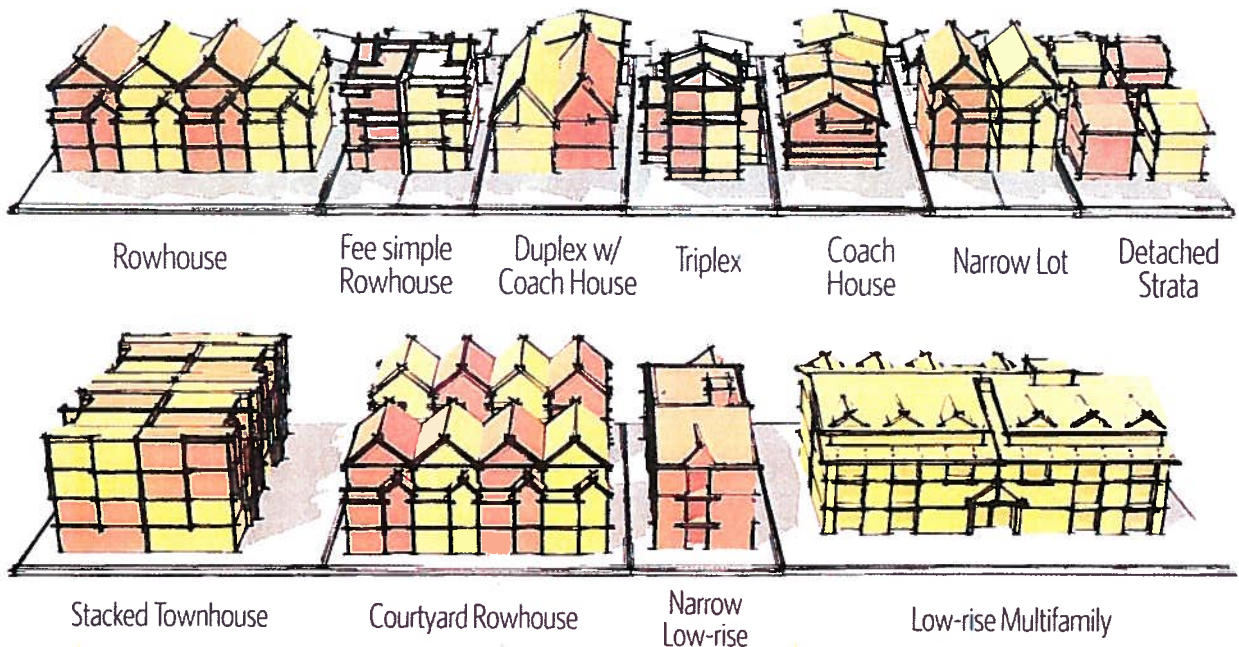 Rowhouse
Fee simple
Rowhouse
Duplex w/
Coach House
Triplex
Coach
House
Narrow Lot
Detached
Strata
Stacked Townhouse
Courtyard Rowhouse
Narrow
Low-rise
Low-rise Multifamily